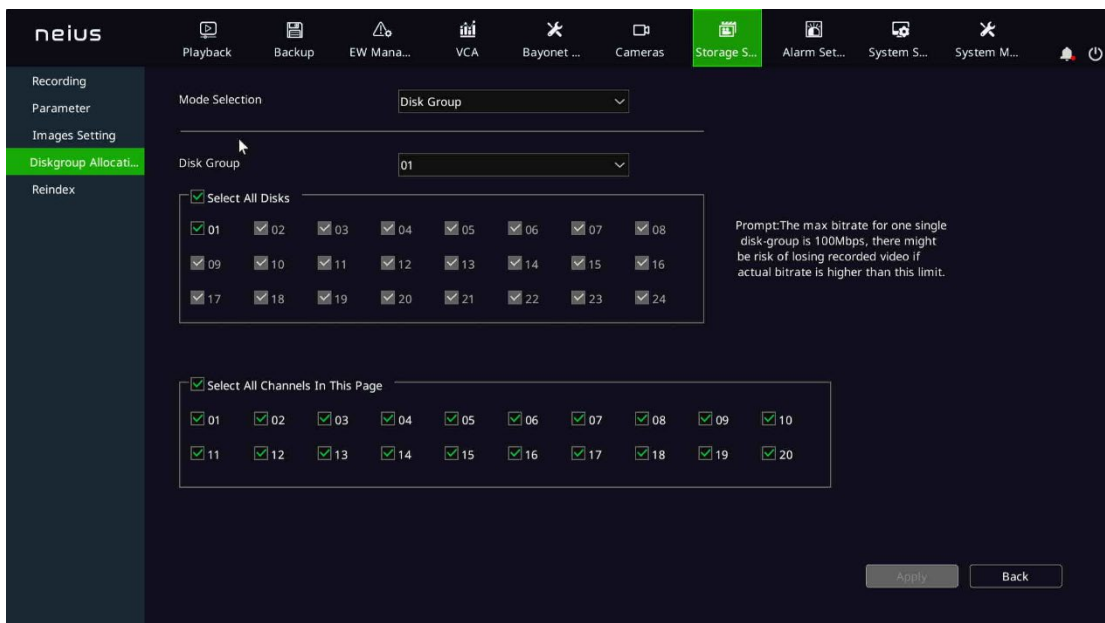 neius
Playback Backup EW Mana... VCA Bayonet ... Cameras Storage S... Alarm Set... System S... System M...
Recording
Parameter
Images Setting
Diskgroup Allocati...
Reindex
Mode Selection Disk Group
Disk Group 01
Select All Disks
01 02 03 04 05 06 07 08
09 10 11 12 13 14 15 16
17 18 19 20 21 22 23 24
Prompt:The max bitrate for one single
disk-group is 100Mbps, there might
be risk of losing recorded video if
actual bitrate is higher than this limit.
Select All Channels In This Page
01 02 03 04 05 06 07 08 09 10
11 12 13 14 15 16 17 18 19 20
Apply Back